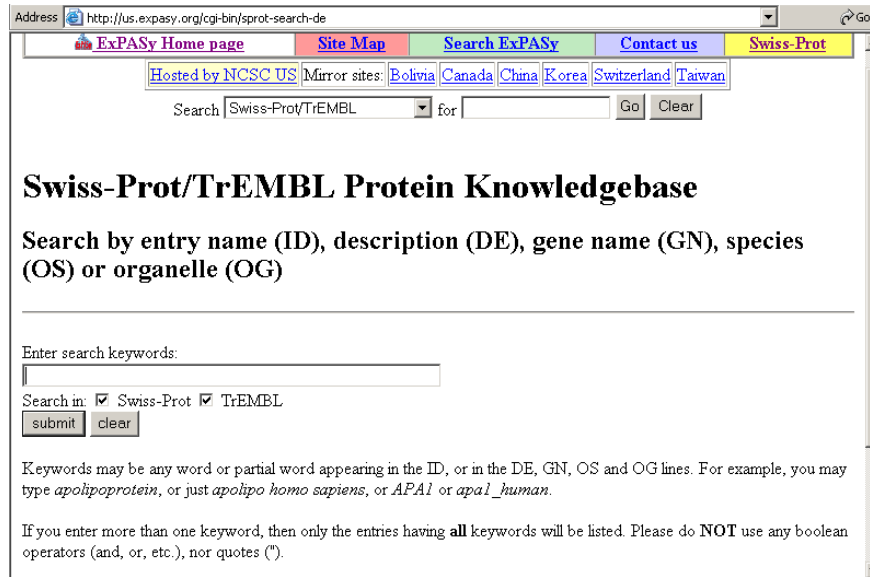 Address http://us.expasy.org/cgi-bin/sprot-search-de Go
ExPASy Home page Site Map Search ExPASy Contact us Swiss-Prot
Hosted by NCSC US Mirror sites: Bolivia Canada China Korea Switzerland Taiwan
Search Swiss-Prot/TrEMBL for Go Clear
Swiss-Prot/TrEMBL Protein Knowledgebase
Search by entry name (ID), description (DE), gene name (GN), species
(OS) or organelle (OG)
Enter search keywords:
Search in: Swiss-Prot TrEMBL
submit clear
Keywords may be any word or partial word appearing in the ID, or in the DE, GN, OS and OG lines. For example, you may
type apolipoprotein, or just apolipo homo sapiens, or APA1 or apa1_human.
If you enter more than one keyword, then only the entries having all keywords will be listed. Please do NOT use any boolean
operators (and, or, etc.), nor quotes (").